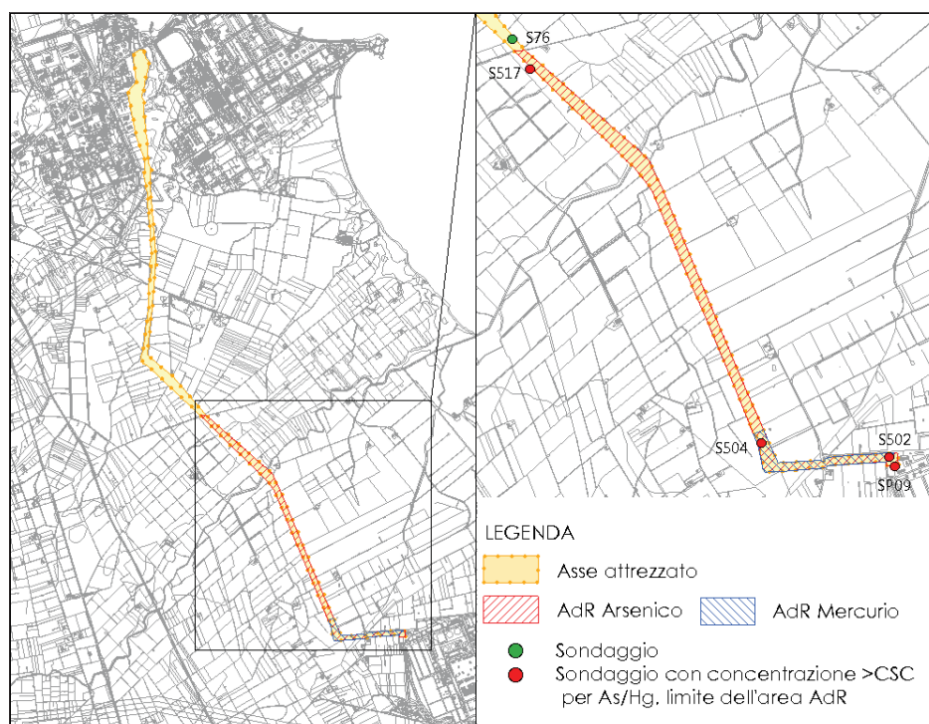 S76
S517
S504
S502
SP09
LEGENDA
Asse attrezzato
AdR Arsenico
AdR Mercurio
Sondaggio
Sondaggio con concentrazione >CSC
per As/Hg, limite dell'area AdR